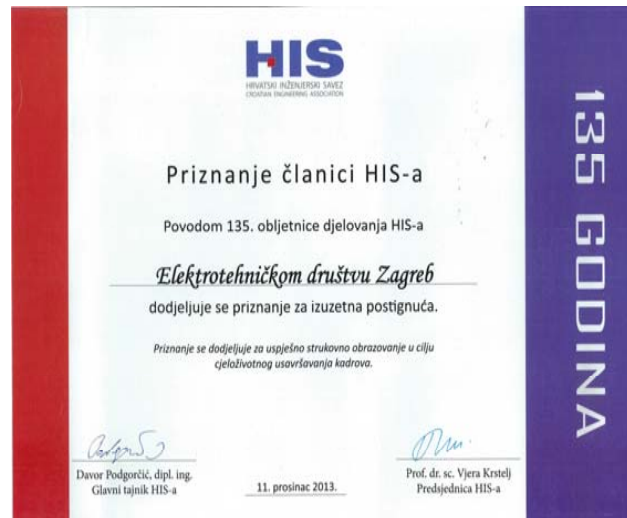 HIS
HRVATSKI INŽENJERSKI SAVEZ
CROATIAN ENGINEERING ASSOCIATION
Priznanje članici HIS-a
Povodom 135. obljetnice djelovanja HIS-a
Elektrotehničkom društvu Zagreb
dodjeljuje se priznanje za izuzetna postignuća.
Priznanje se dodjeljuje za uspješno strukovno obrazovanje u cilju
cjeloživotnog usavršavanja kadrova.
Davor Podgorčić, dipl. ing.
Glavni tajnik HIS-a
11. prosinac 2013.
Prof. dr. sc. Vjera Krstelj
Predsjednica HIS-a
135 GODINA